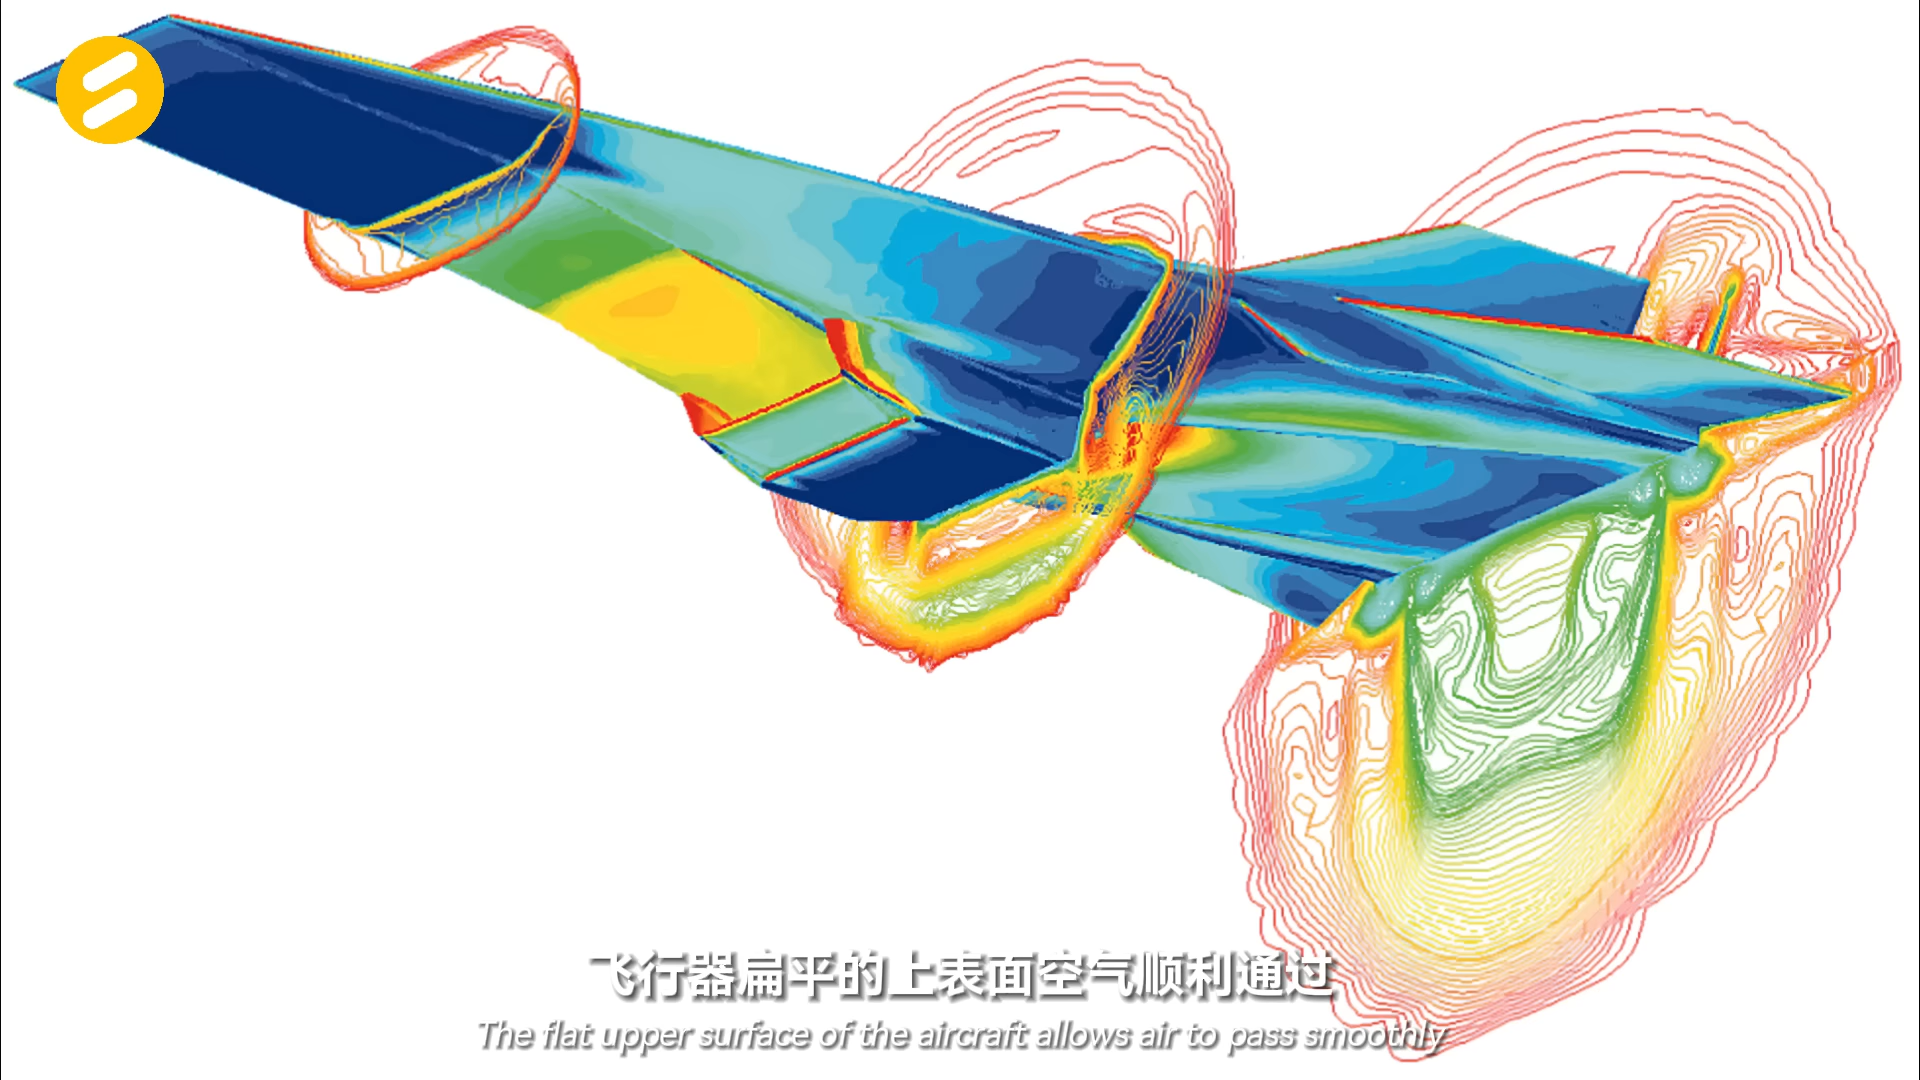 飞行器扁平的上表面空气顺利通过
The flat upper surface of the aircraft allows air to pass smoothly